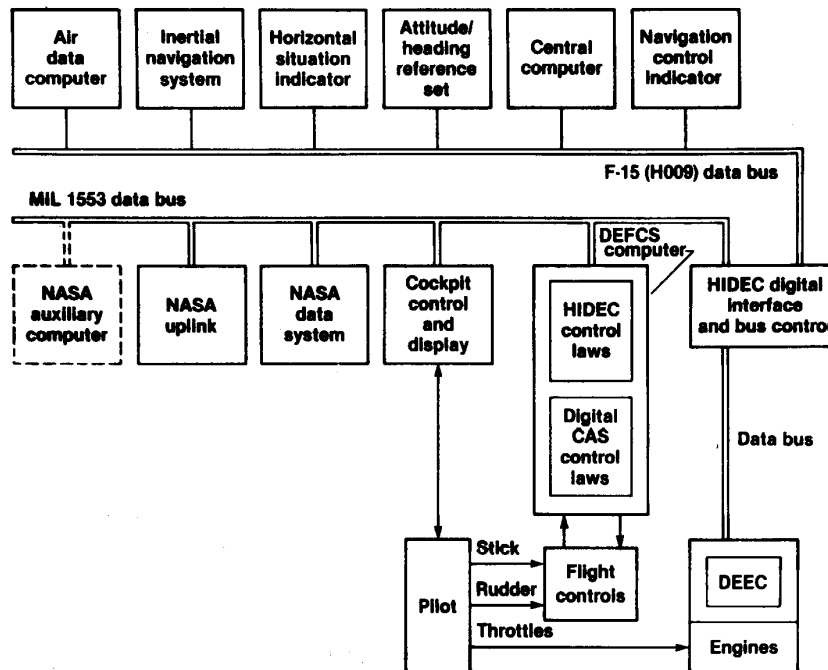 Air
data
computer
Inertial
navigation
system
Horizontal
situation
indicator
Attitude/
heading
reference
set
Central
computer
Navigation
control
indicator
F-15 (H009) data bus
MIL 1553 data bus
DEFCS
computer
NASA
auxiliary
computer
NASA
uplink
NASA
data
system
Cockpit
control
and
display
HIDEC
control
laws
Digital
CAS
control
laws
HIDEC digital
interface
and bus control
Data bus
Pilot
Stick
Rudder
Throttles
Flight
controls
DEEC
Engines